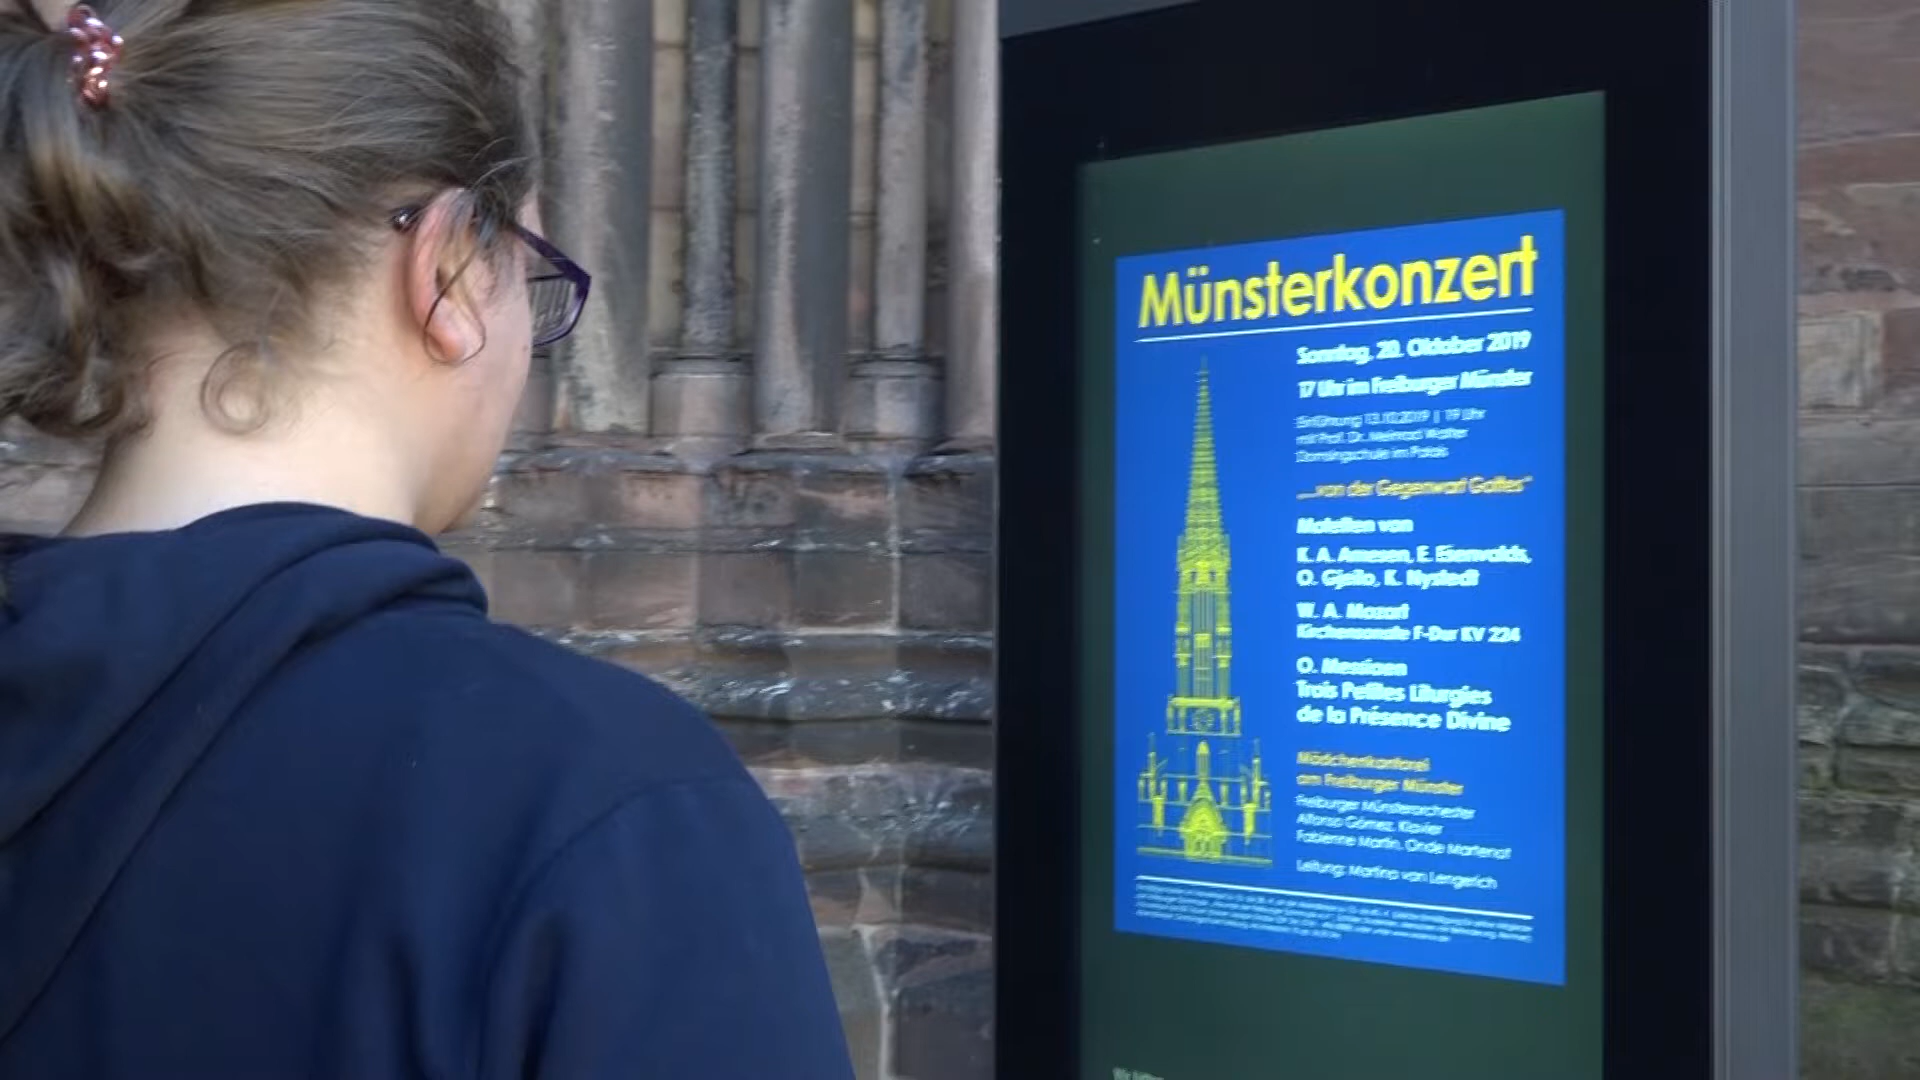 Münsterkonzert
Sonntag, 20. Oktober 2019
17 Uhr im Freiburger Münster
Einführung 13.10.2019 | 19 Uhr
mit Prof. Dr. Meinrad Walter
Domsingschule im Palais
„...von der Gegenwart Gottes“
Motetten von
K. A. Arnesen, E. Esenvalds,
O. Gjeilo, K. Nystedt
W. A. Mozart
Kirchensonate F-Dur KV 224
O. Messiaen
Trois Petites Liturgies
de la Présence Divine
Mädchenkantorei
am Freiburger Münster
Freiburger Münsterorchester
Alfonso Gómez, Klavier
Fabienne Martin, Onde Martenot
Leitung: Martina van Lengerich